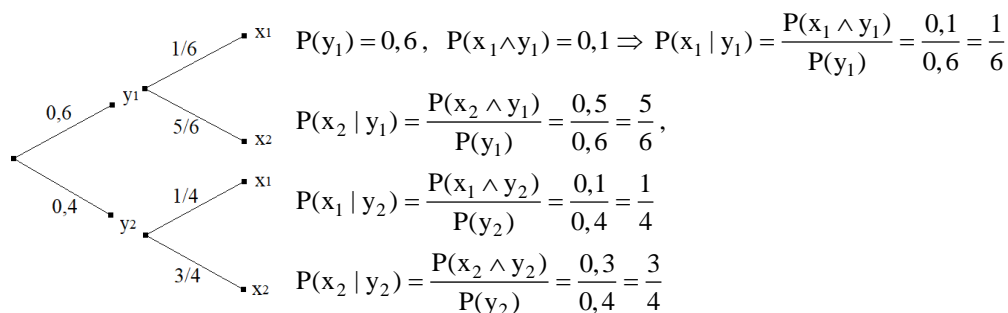 x1 P(y₁) = 0,6 , P(x₁∧y₁) = 0,1 ⇒ P(x₁ | y₁) = P(x₁ ∧ y₁) / P(y₁) = 0,1 / 0,6 = 1 / 6
1/6
0,6
y1
5/6
x2 P(x₂ | y₁) = P(x₂ ∧ y₁) / P(y₁) = 0,5 / 0,6 = 5 / 6 ,
0,4
y2
1/4
x1 P(x₁ | y₂) = P(x₁ ∧ y₂) / P(y₂) = 0,1 / 0,4 = 1 / 4
3/4
x2 P(x₂ | y₂) = P(x₂ ∧ y₂) / P(y₂) = 0,3 / 0,4 = 3 / 4